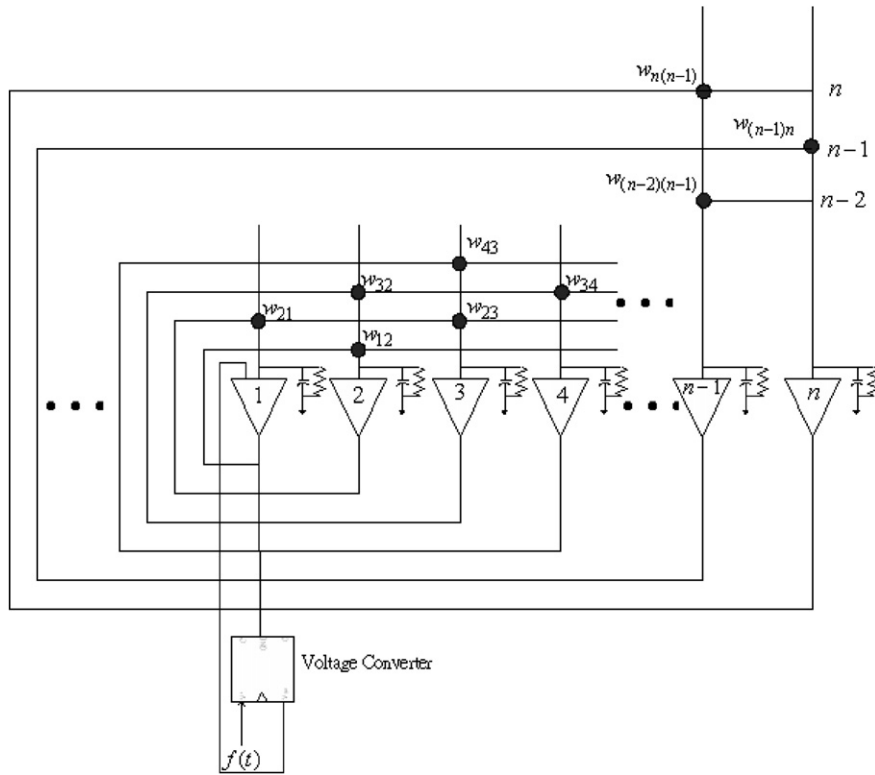 w_{n(n-1)}
n
w_{(n-1)n}
n-1
w_{(n-2)(n-1)}
n-2
w_{43}
w_{32}
w_{34}
w_{21}
w_{23}
w_{12}
1
2
3
4
n-1
n
Voltage Converter
f(t)